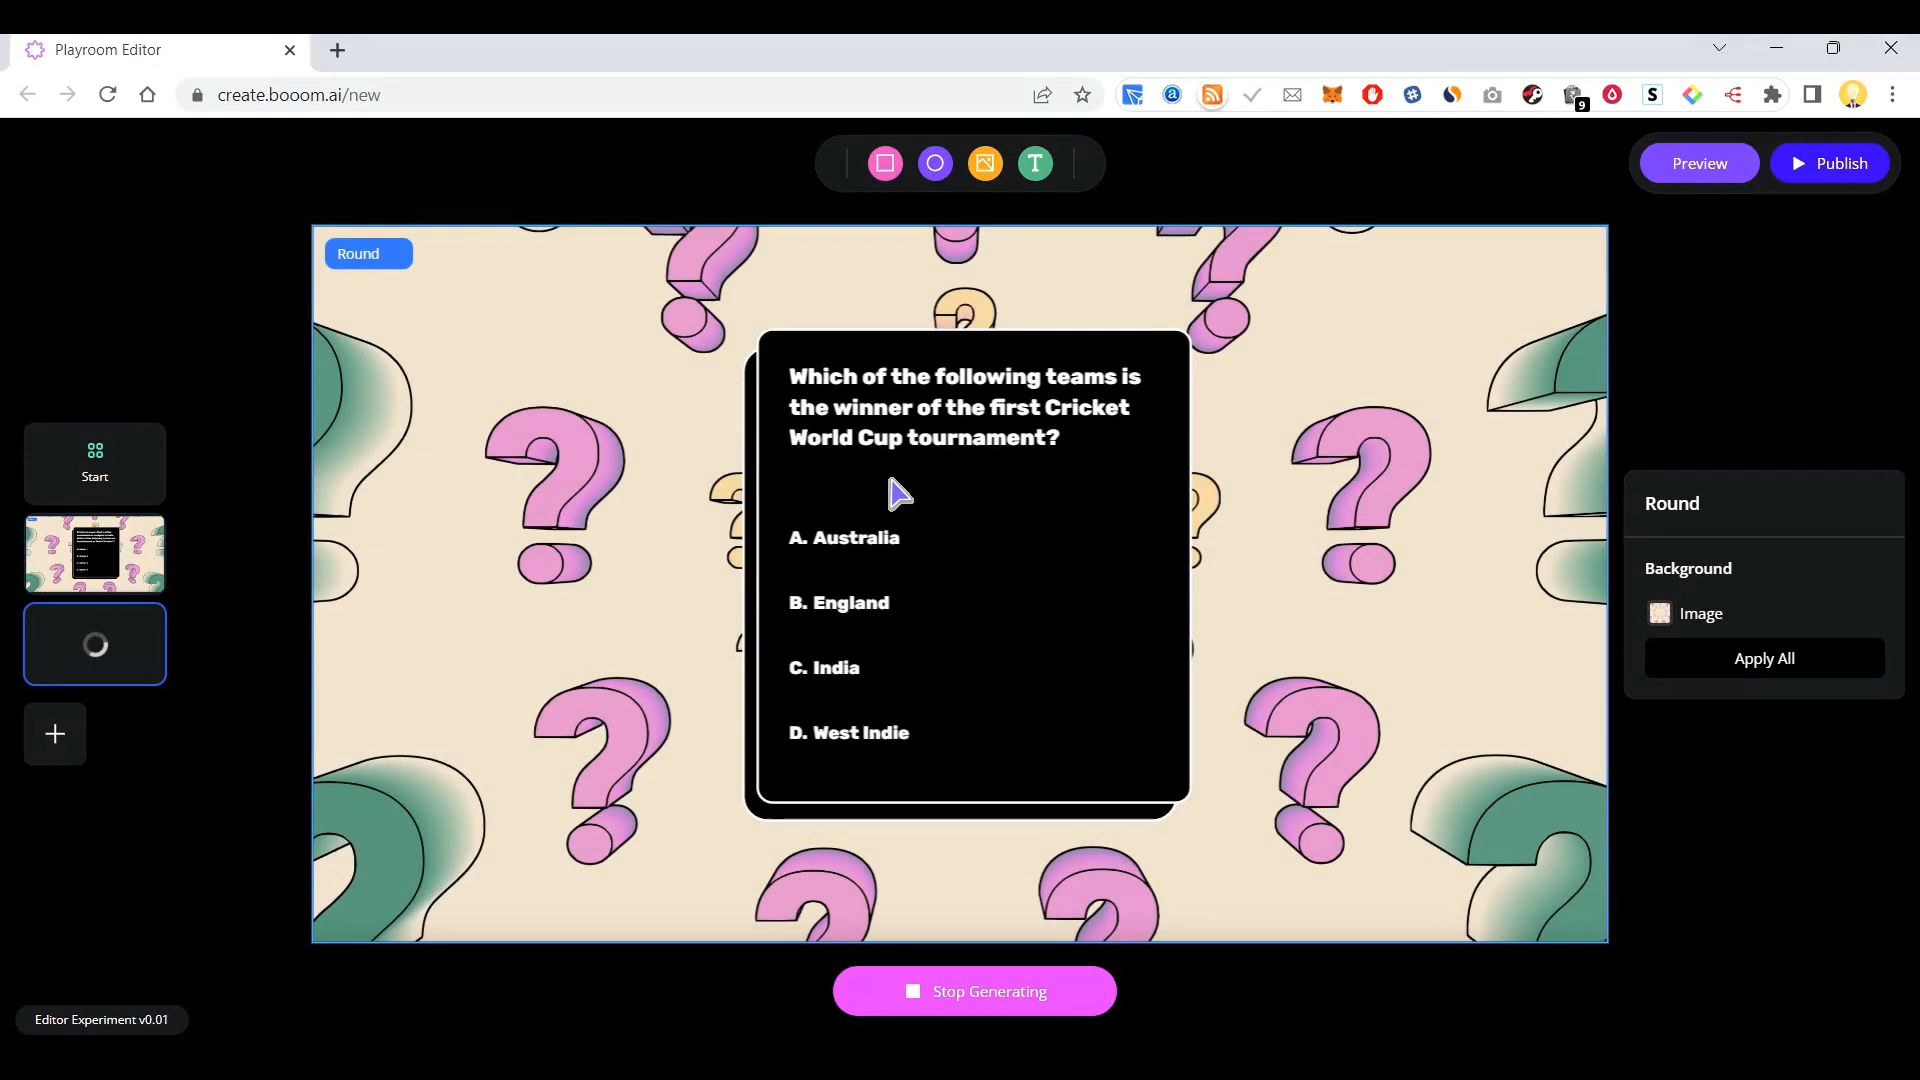 Playroom Editor
create.booom.ai/new
9
Preview
Publish
Round
Which of the following teams is
the winner of the first Cricket
World Cup tournament?
A. Australia
B. England
C. India
D. West Indie
Start
Round
Background
Image
Apply All
Stop Generating
Editor Experiment v0.01